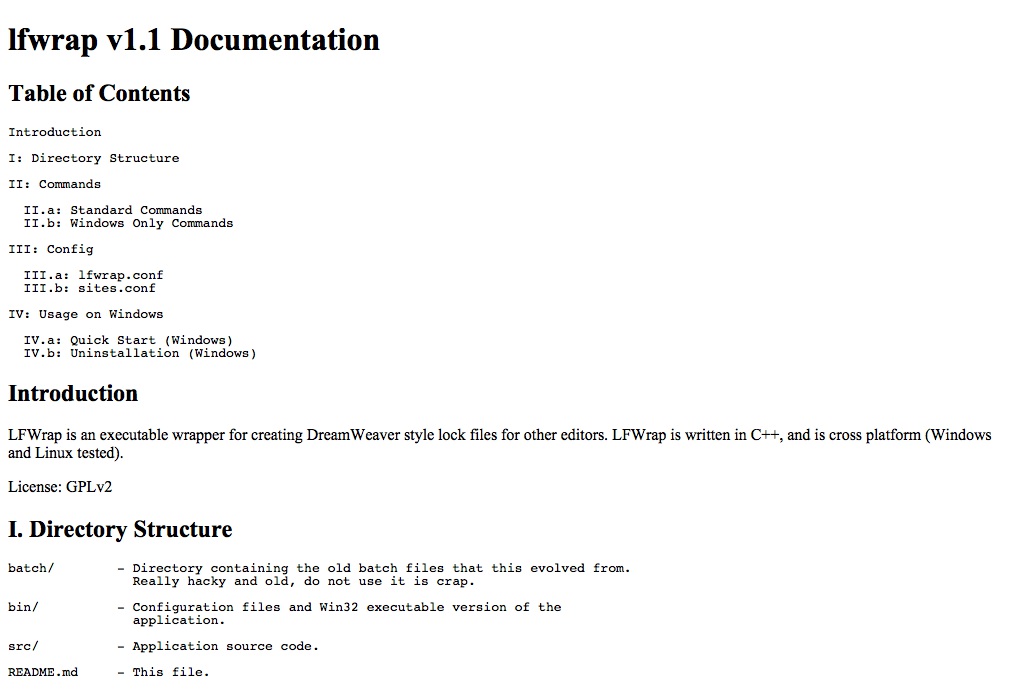 lfwrap v1.1 Documentation
Table of Contents
Introduction
I: Directory Structure
II: Commands
II.a: Standard Commands
II.b: Windows Only Commands
III: Config
III.a: lfwrap.conf
III.b: sites.conf
IV: Usage on Windows
IV.a: Quick Start (Windows)
IV.b: Uninstallation (Windows)
Introduction
LFWrap is an executable wrapper for creating DreamWeaver style lock files for other editors. LFWrap is written in C++, and is cross platform (Windows
and Linux tested).
License: GPLv2
I. Directory Structure
batch/ - Directory containing the old batch files that this evolved from.
Really hacky and old, do not use it is crap.
bin/ - Configuration files and Win32 executable version of the
application.
src/ - Application source code.
README.md - This file.